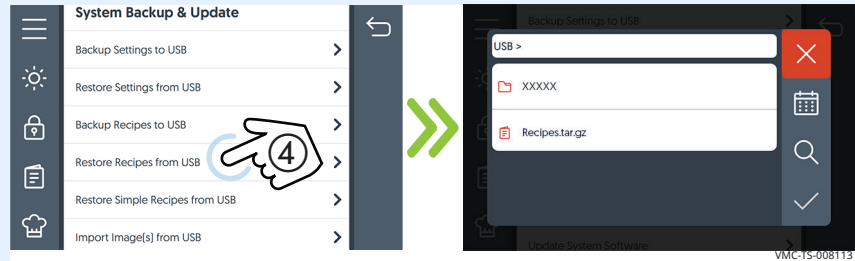 System Backup & Update
Backup Settings to USB
Restore Settings from USB
Backup Recipes to USB
Restore Recipes from USB
4
Restore Simple Recipes from USB
Import Image(s) from USB
Backup Settings to USB
USB >
XXXXX
Recipes.tar.gz
Update System Software
VMC-TS-008113